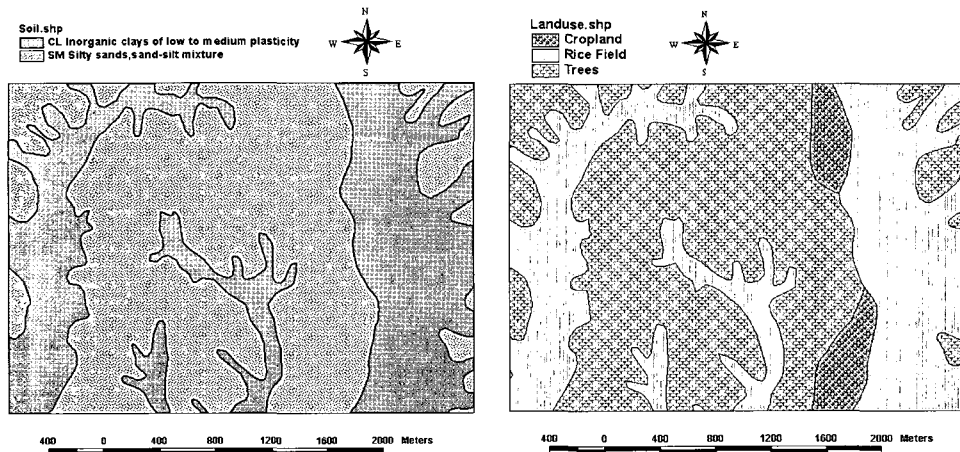 Soil.shp
CL Inorganic clays of low to medium plasticity
SM Silty sands,sand-silt mixture
N
W E
S
400 0 400 800 1200 1600 2000 Meters
Landuse.shp
Cropland
Rice Field
Trees
N
W E
S
400 0 400 800 1200 1600 2000 Meters